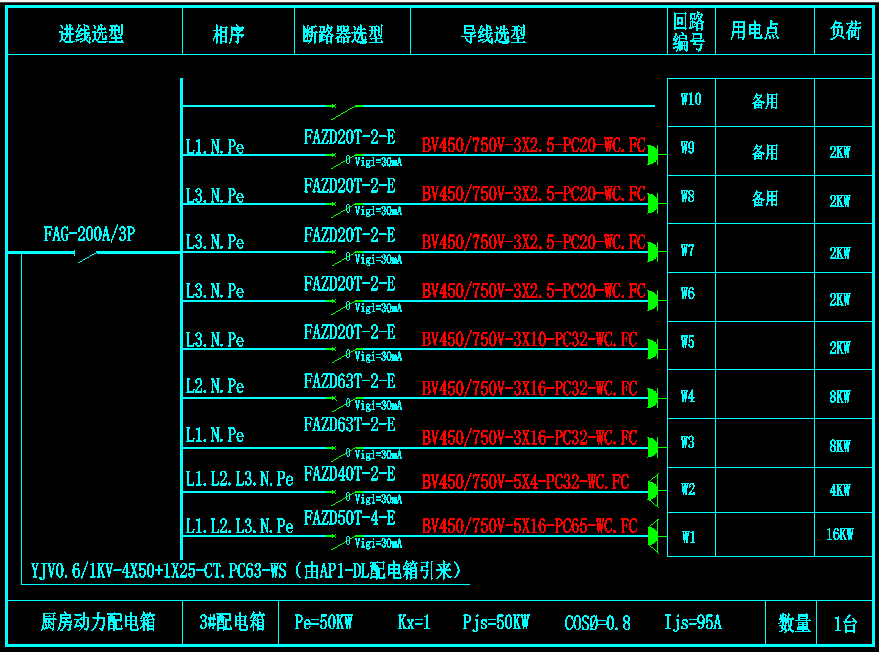 进线选型 相序 断路器选型 导线选型 回路编号 用电点 负荷
W10 备用
L1.N.Pe FAZD20T-2-E Vigi=30mA BV450/750V-3X2.5-PC20-WC.FC W9 备用 2KW
L3.N.Pe FAZD20T-2-E Vigi=30mA BV450/750V-3X2.5-PC20-WC.FC W8 备用 2KW
FAG-200A/3P
L3.N.Pe FAZD20T-2-E Vigi=30mA BV450/750V-3X2.5-PC20-WC.FC W7 2KW
L3.N.Pe FAZD20T-2-E Vigi=30mA BV450/750V-3X2.5-PC20-WC.FC W6 2KW
L3.N.Pe FAZD20T-2-E Vigi=30mA BV450/750V-3X10-PC32-WC.FC W5 2KW
L2.N.Pe FAZD63T-2-E Vigi=30mA BV450/750V-3X16-PC32-WC.FC W4 8KW
L1.N.Pe FAZD63T-2-E Vigi=30mA BV450/750V-3X16-PC32-WC.FC W3 8KW
L1.L2.L3.N.Pe FAZD40T-2-E Vigi=30mA BV450/750V-5X4-PC32-WC.FC W2 4KW
L1.L2.L3.N.Pe FAZD50T-4-E Vigi=30mA BV450/750V-5X16-PC65-WC.FC W1 16KW
YJV0.6/1KV-4X50+1X25-CT.PC63-WS（由AP1-DL配电箱引来）
厨房动力配电箱 3#配电箱 Pe=50KW Kx=1 Pjs=50KW COSØ=0.8 Ijs=95A 数量 1台